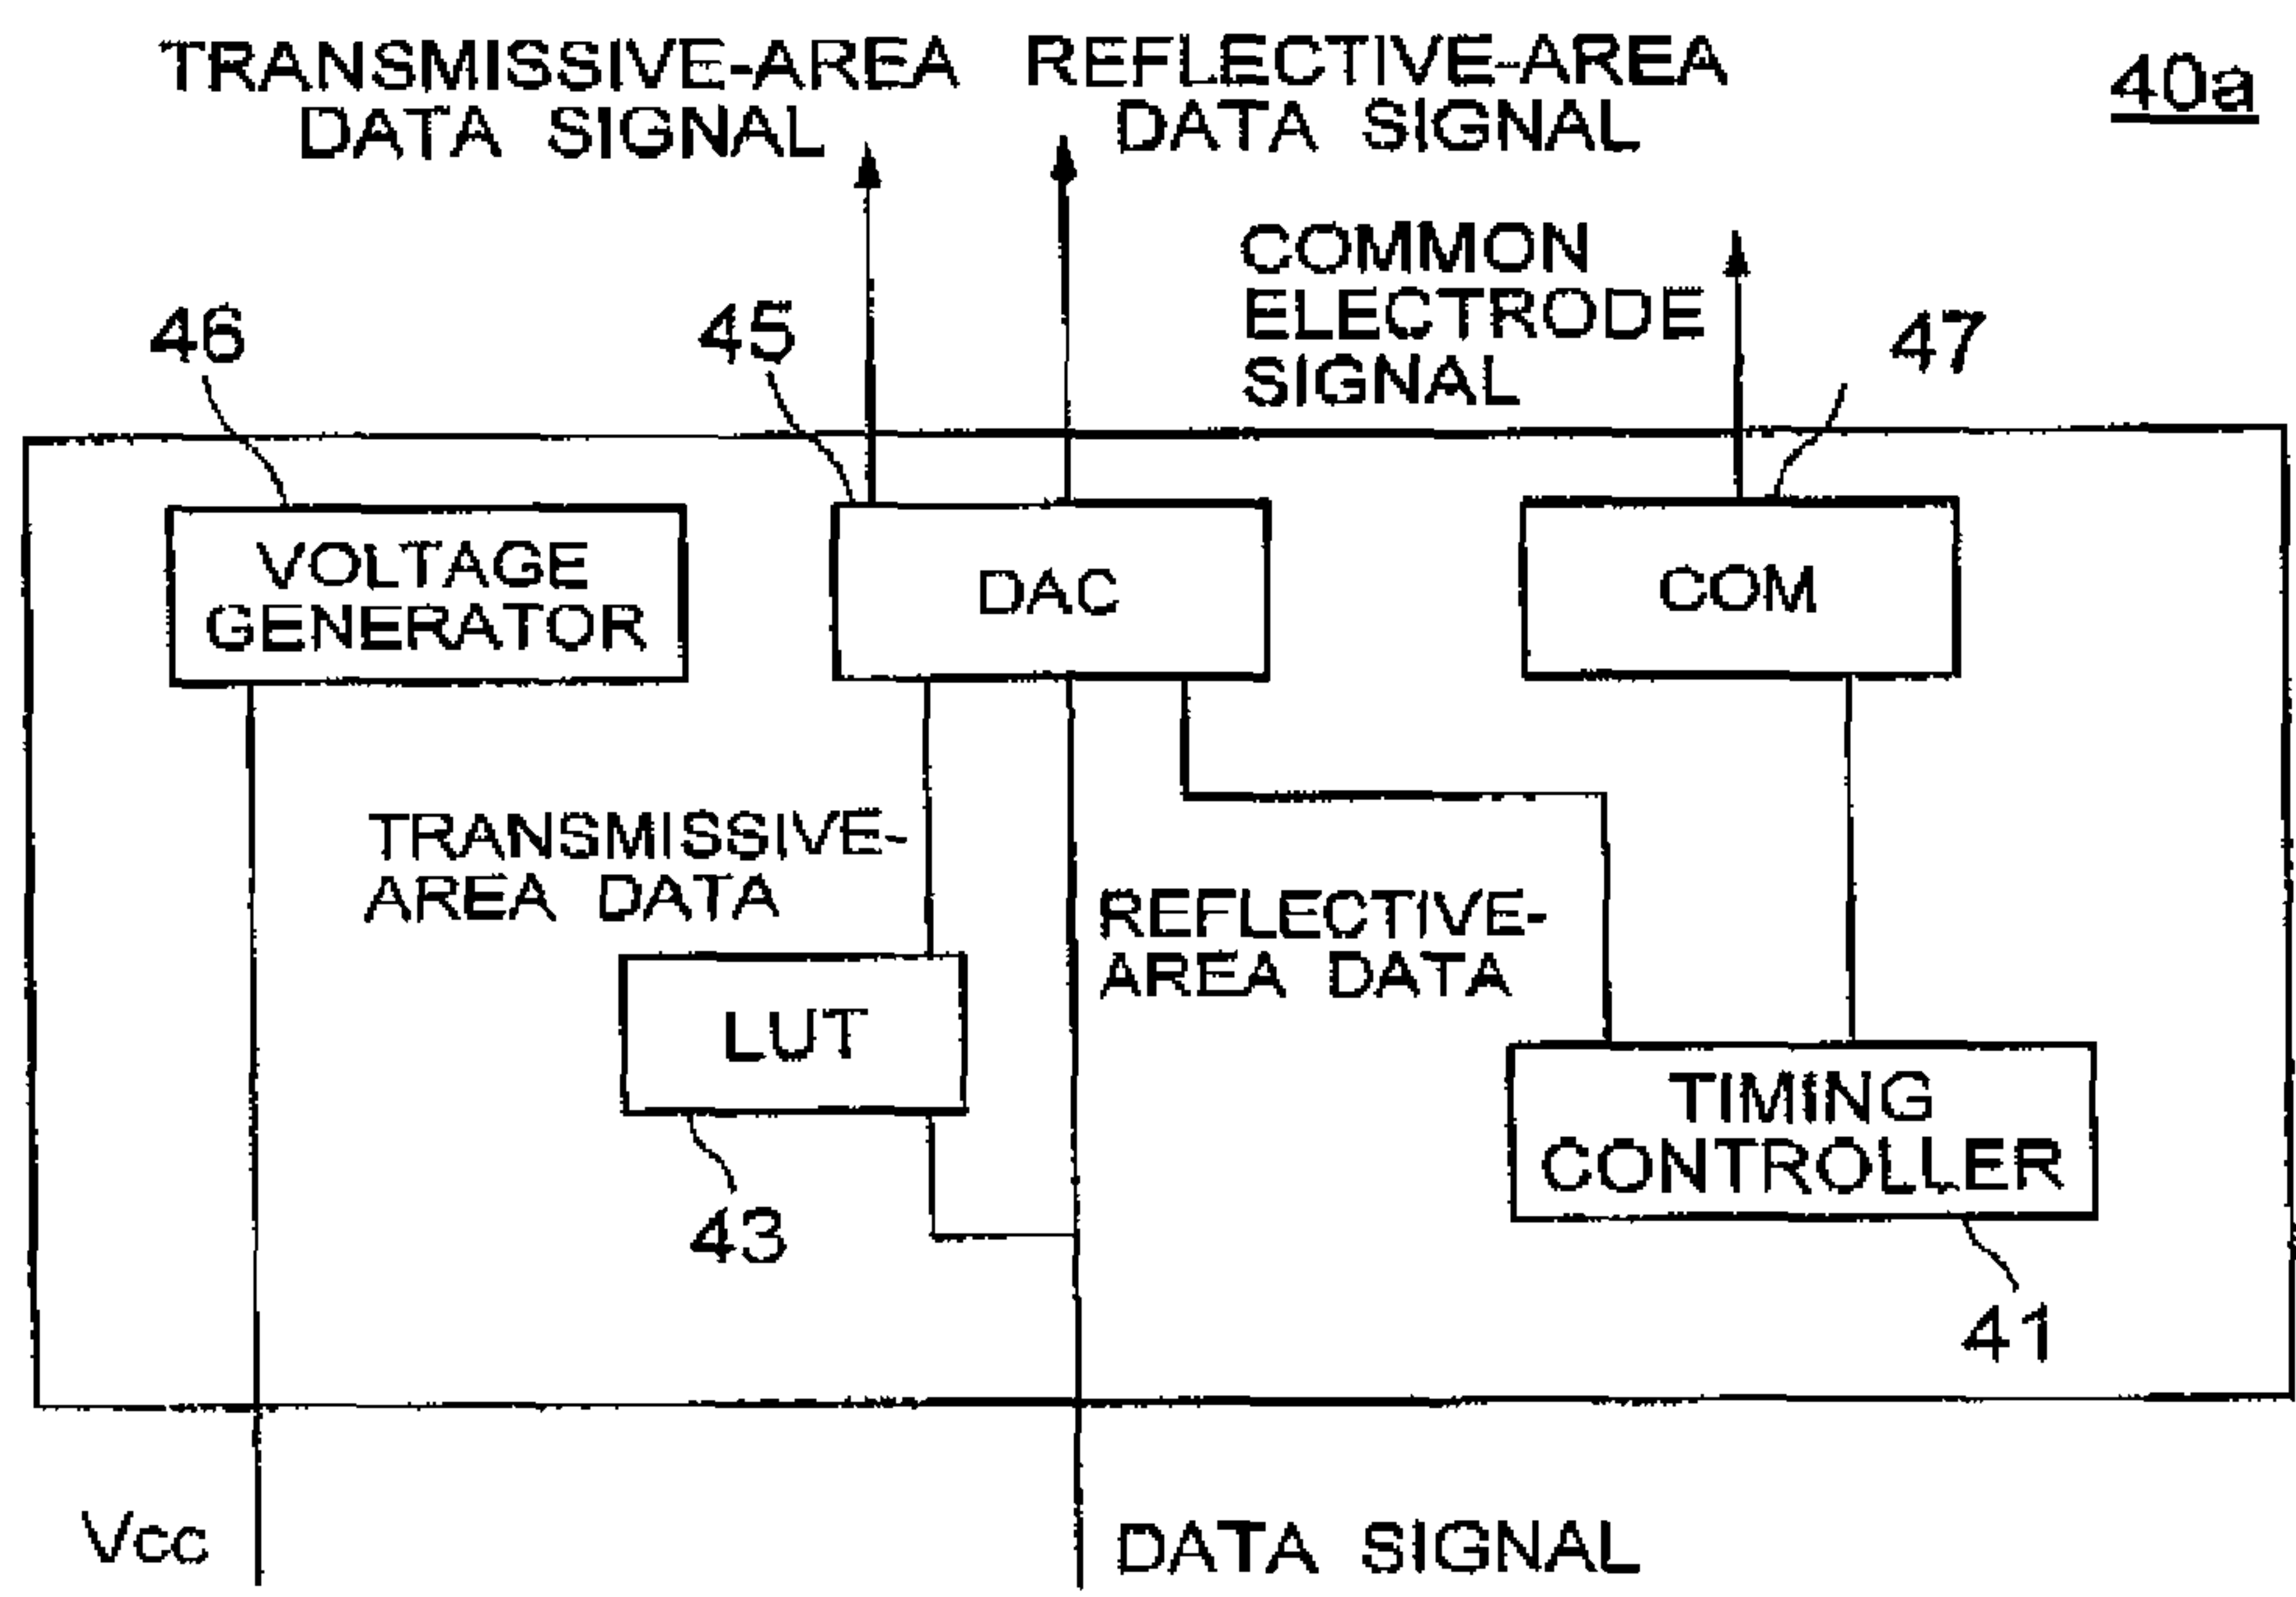 TRANSMISSIVE-AREA
DATA SIGNAL
REFLECTIVE-AREA
DATA SIGNAL
40a
COMMON
ELECTRODE
SIGNAL
46
45
47
VOLTAGE
GENERATOR
DAC
COM
TRANSMISSIVE-
AREA DATA
REFLECTIVE-
AREA DATA
LUT
TIMING
CONTROLLER
43
41
Vcc
DATA SIGNAL